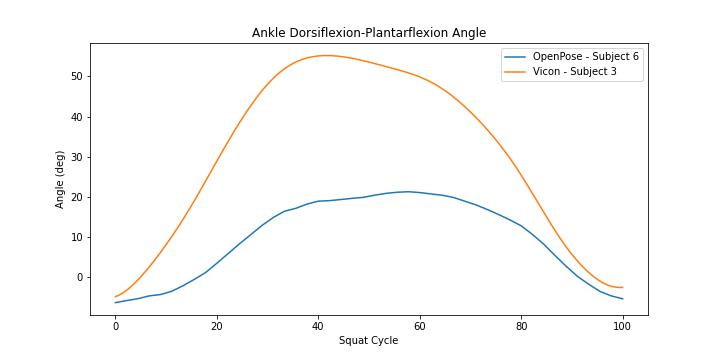 Ankle Dorsiflexion-Plantarflexion Angle
OpenPose - Subject 6
Vicon - Subject 3
Angle (deg)
50
40
30
20
10
0
0 20 40 60 80 100
Squat Cycle